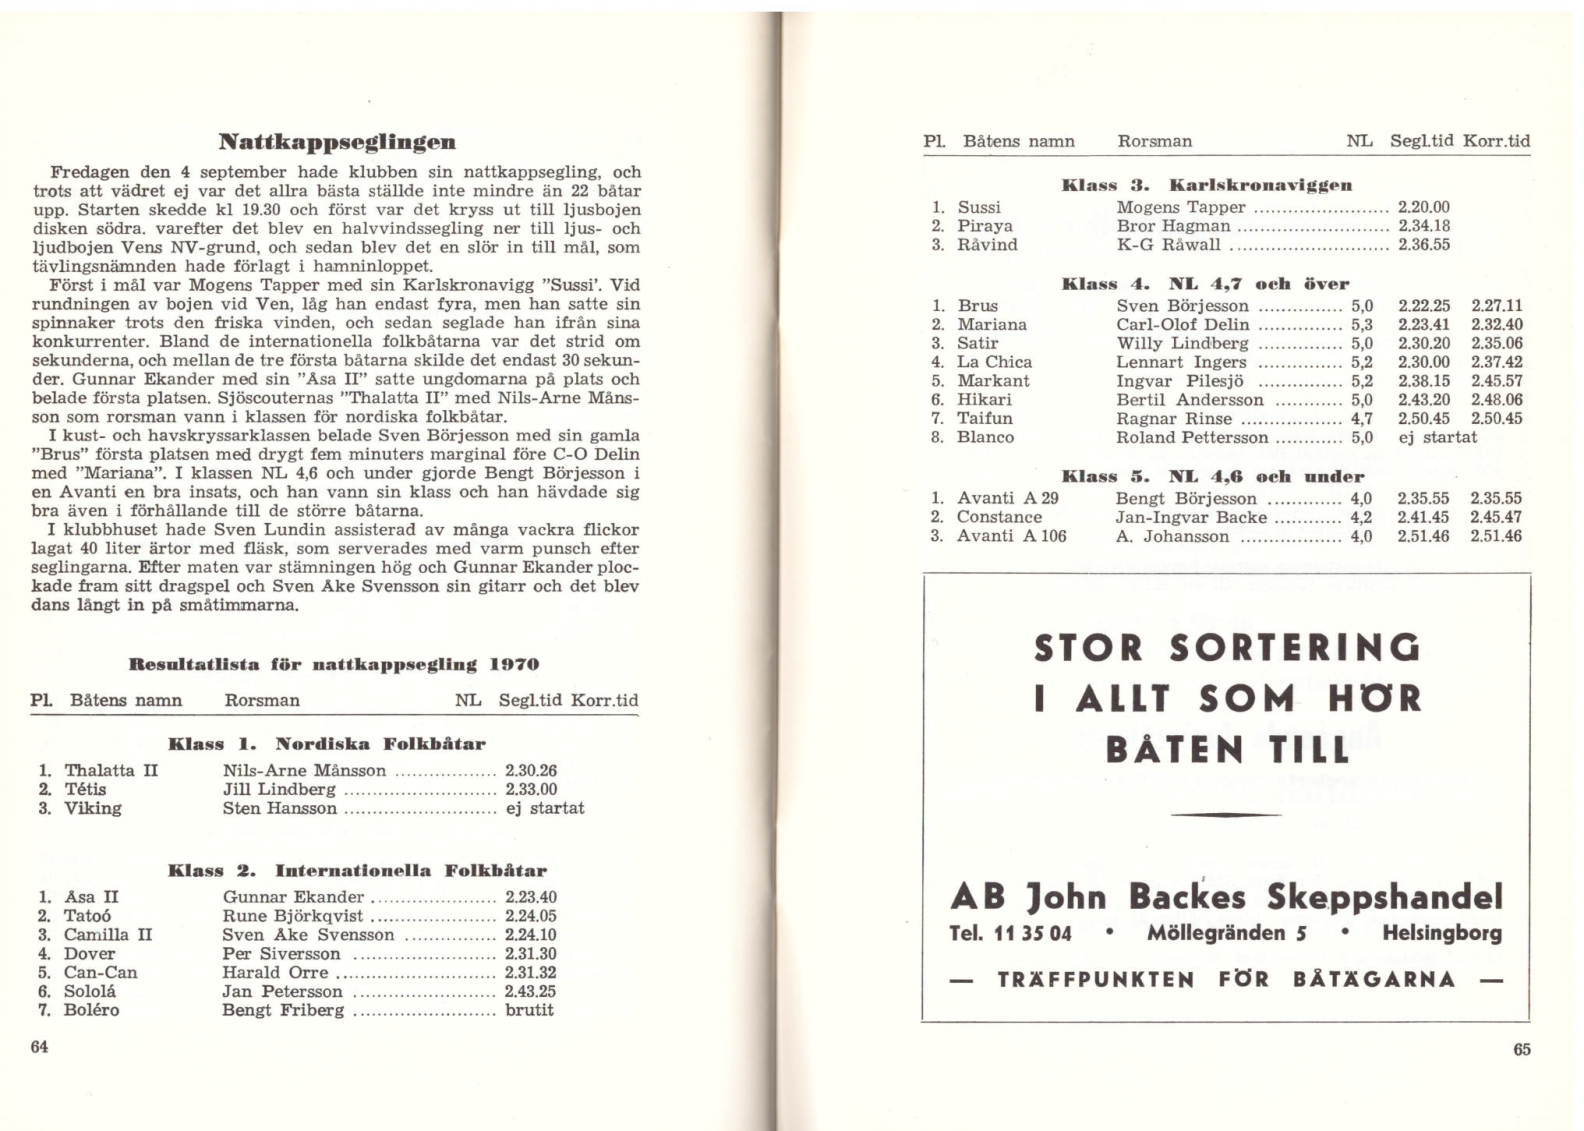 Nattkappseglingen
Fredagen den 4 september hade klubben sin nattkappsegling, och
trots att vädret ej var det allra bästa ställde inte mindre än 22 båtar
upp. Starten skedde kl 19.30 och först var det kryss ut till ljusbojen
disken södra. varefter det blev en halvvindssegling ner till ljus- och
ljudbojen Vens NV-grund, och sedan blev det en slör in till mål, som
tävlingsnämnden hade förlagt i hamninloppet.
Först i mål var Mogens Tapper med sin Karlskronavigg ”Sussi’. Vid
rundningen av bojen vid Ven, låg han endast fyra, men han satte sin
spinnaker trots den friska vinden, och sedan seglade han ifrån sina
konkurrenter. Bland de internationella folkbåtarna var det strid om
sekunderna, och mellan de tre första båtarna skilde det endast 30 sekun-
der. Gunnar Ekander med sin ”Åsa II” satte ungdomarna på plats och
belade första platsen. Sjöscouternas ”Thalatta II” med Nils-Arne Måns-
son som rorsman vann i klassen för nordiska folkbåtar.
I kust- och havskryssarklassen belade Sven Börjesson med sin gamla
”Brus” första platsen med drygt fem minuters marginal före C-O Delin
med ”Mariana”. I klassen NL 4,6 och under gjorde Bengt Börjesson i
en Avanti en bra insats, och han vann sin klass och han hävdade sig
bra även i förhållande till de större båtarna.
I klubbhuset hade Sven Lundin assisterad av många vackra flickor
lagat 40 liter ärtor med fläsk, som serverades med varm punsch efter
seglingarna. Efter maten var stämningen hög och Gunnar Ekander ploc-
kade fram sitt dragspel och Sven Åke Svensson sin gitarr och det blev
dans långt in på småtimmarna.
Resultatlista för nattkappsegling 1970
Pl. Båtens namn Rorsman NL Segl.tid Korr.tid
Klass 1. Nordiska Folkbåtar
1. Thalatta II Nils-Arne Månsson ................. 2.30.26
2. Tétis Jill Lindberg .......................... 2.33.00
3. Viking Sten Hansson .......................... ej startat
Klass 2. Internationella Folkbåtar
1. Åsa II Gunnar Ekander ..................... 2.23.40
2. Tatoó Rune Björkqvist ..................... 2.24.05
3. Camilla II Sven Åke Svensson ................ 2.24.10
4. Dover Per Siversson ........................ 2.31.30
5. Can-Can Harald Orre ........................... 2.31.32
6. Sololá Jan Petersson ........................ 2.43.25
7. Boléro Bengt Friberg ........................ brutit
64
Pl. Båtens namn Rorsman NL Segl.tid Korr.tid
Klass 3. Karlskronaviggen
1. Sussi Mogens Tapper ....................... 2.20.00
2. Piraya Bror Hagman .......................... 2.34.18
3. Råvind K-G Råwall ........................... 2.36.55
Klass 4. NL 4,7 och över
1. Brus Sven Börjesson ............... 5,0 2.22.25 2.27.11
2. Mariana Carl-Olof Delin ............... 5,3 2.23.41 2.32.40
3. Satir Willy Lindberg ............... 5,0 2.30.20 2.35.06
4. La Chica Lennart Ingers ............... 5,2 2.30.00 2.37.42
5. Markant Ingvar Pilesjö ............... 5,2 2.38.15 2.45.57
6. Hikari Bertil Andersson ............ 5,0 2.43.20 2.48.06
7. Taifun Ragnar Rinse .................. 4,7 2.50.45 2.50.45
8. Blanco Roland Pettersson ............ 5,0 ej startat
Klass 5. NL 4,6 och under
1. Avanti A 29 Bengt Börjesson ............. 4,0 2.35.55 2.35.55
2. Constance Jan-Ingvar Backe ............ 4,2 2.41.45 2.45.47
3. Avanti A 106 A. Johansson .................. 4,0 2.51.46 2.51.46
STOR SORTERING
I ALLT SOM HÖR
BÅTEN TILL
AB John Backes Skeppshandel
Tel. 11 35 04 • Möllegränden 5 • Helsingborg
— TRÄFFPUNKTEN FÖR BÅTÄGARNA —
65